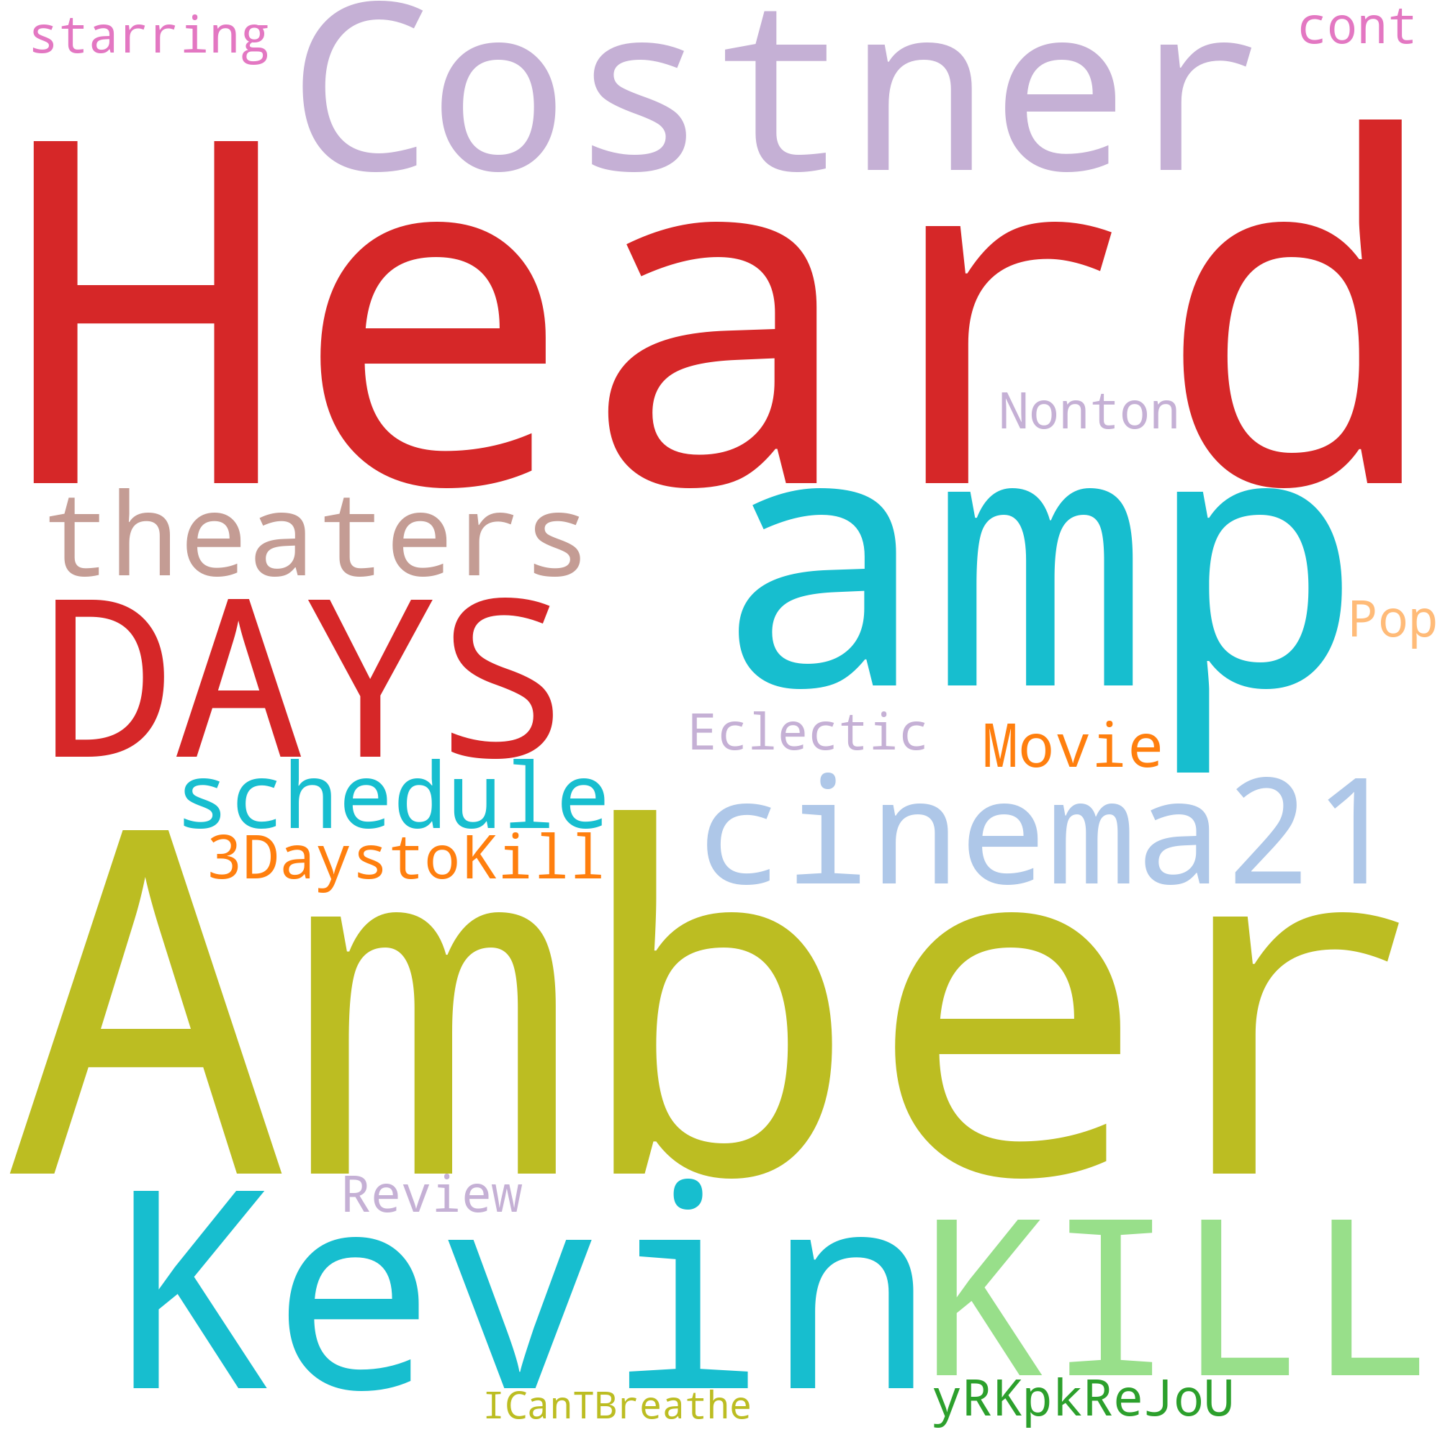 starring
Costner
cont
Heard
Nonton
theaters
amp
DAYS
Pop
Eclectic
Movie
schedule
cinema21
3DaystoKill
Amber
Review
Kevin
KILL
yRKpkReJoU
ICanTBreathe